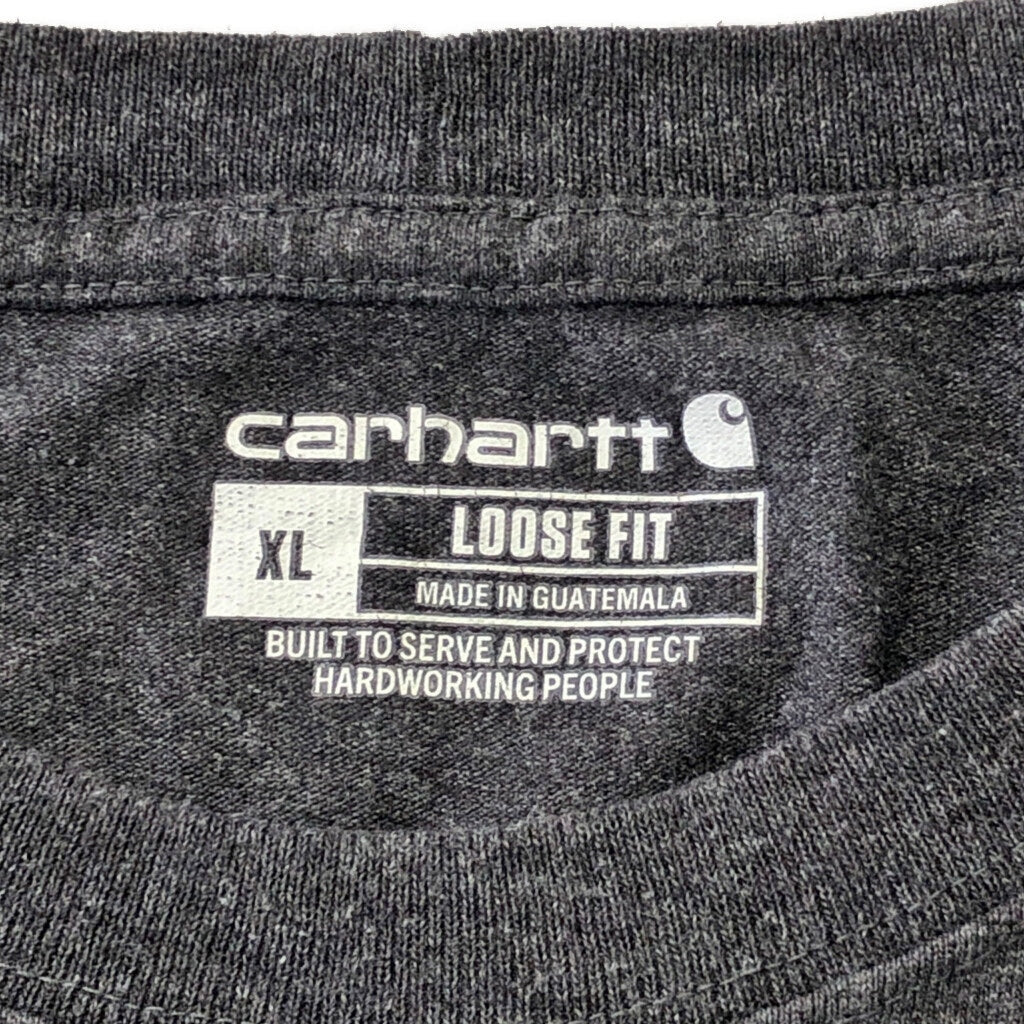 carhartt
XL
LOOSE FIT
MADE IN GUATEMALA
BUILT TO SERVE AND PROTECT
HARDWORKING PEOPLE